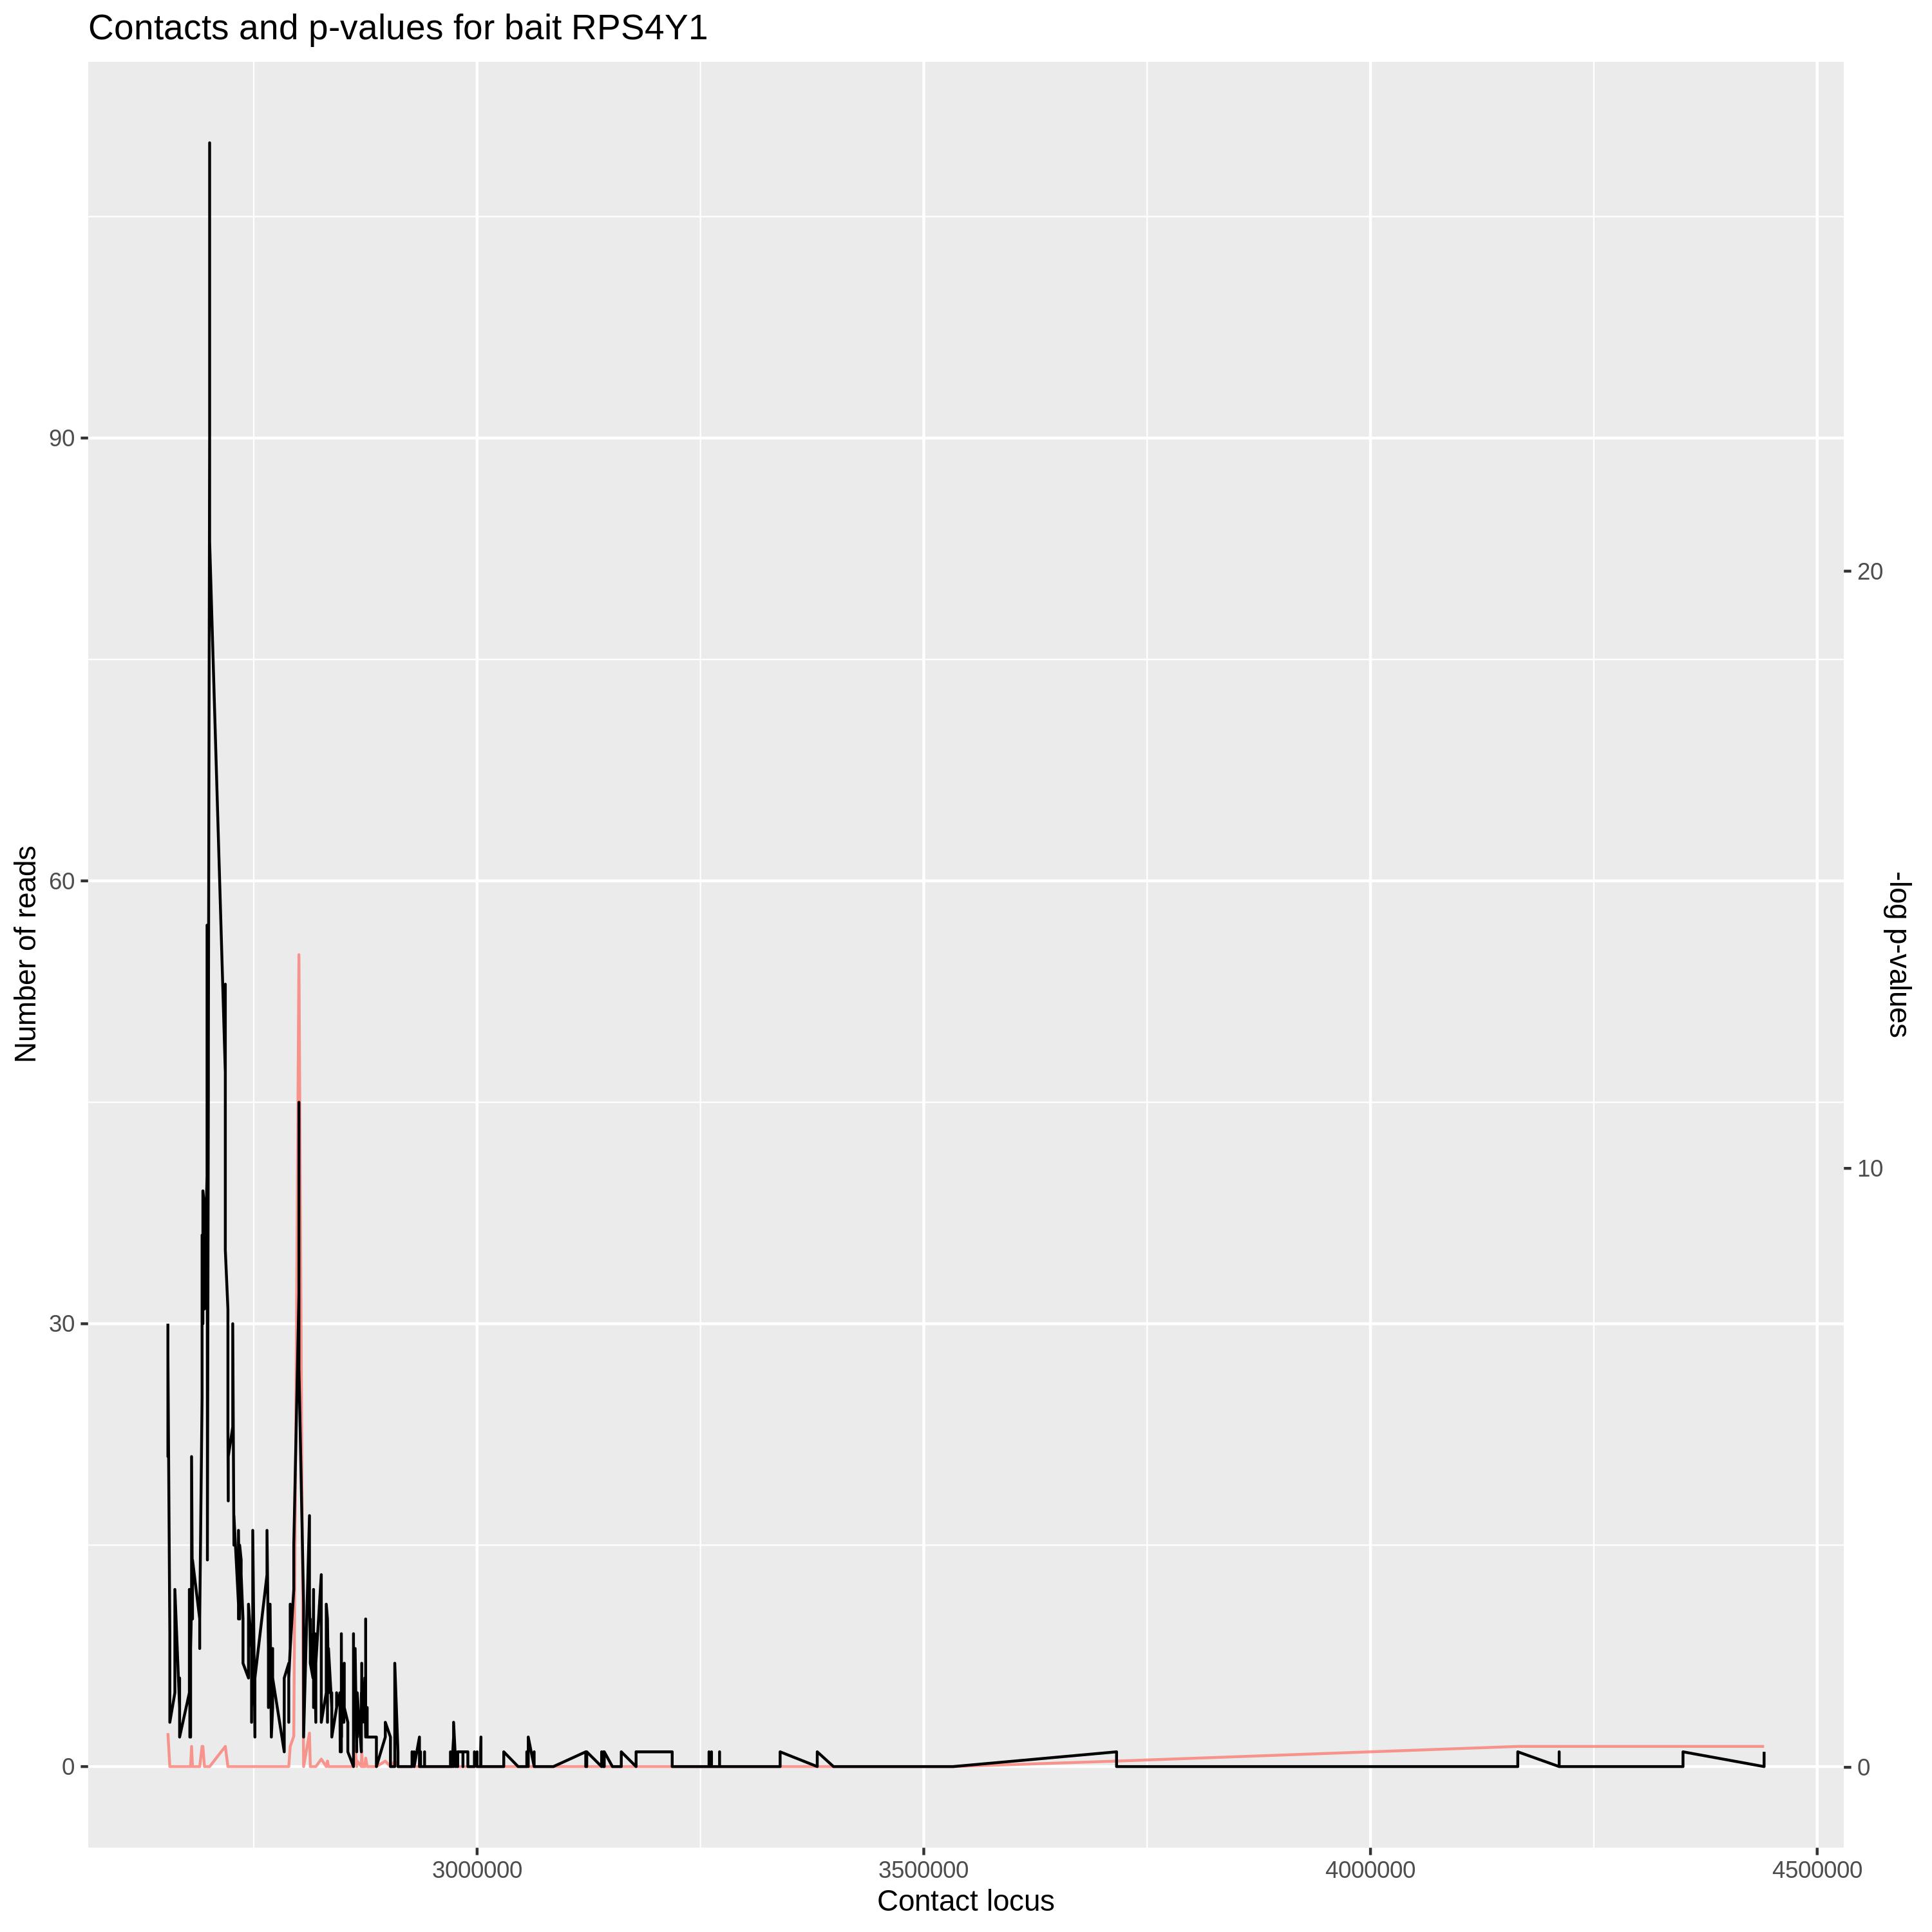 Contacts and p-values for bait RPS4Y1
90
60
30
0
20
10
0
Number of reads
-log p-values
3000000 3500000 4000000 4500000
Contact locus